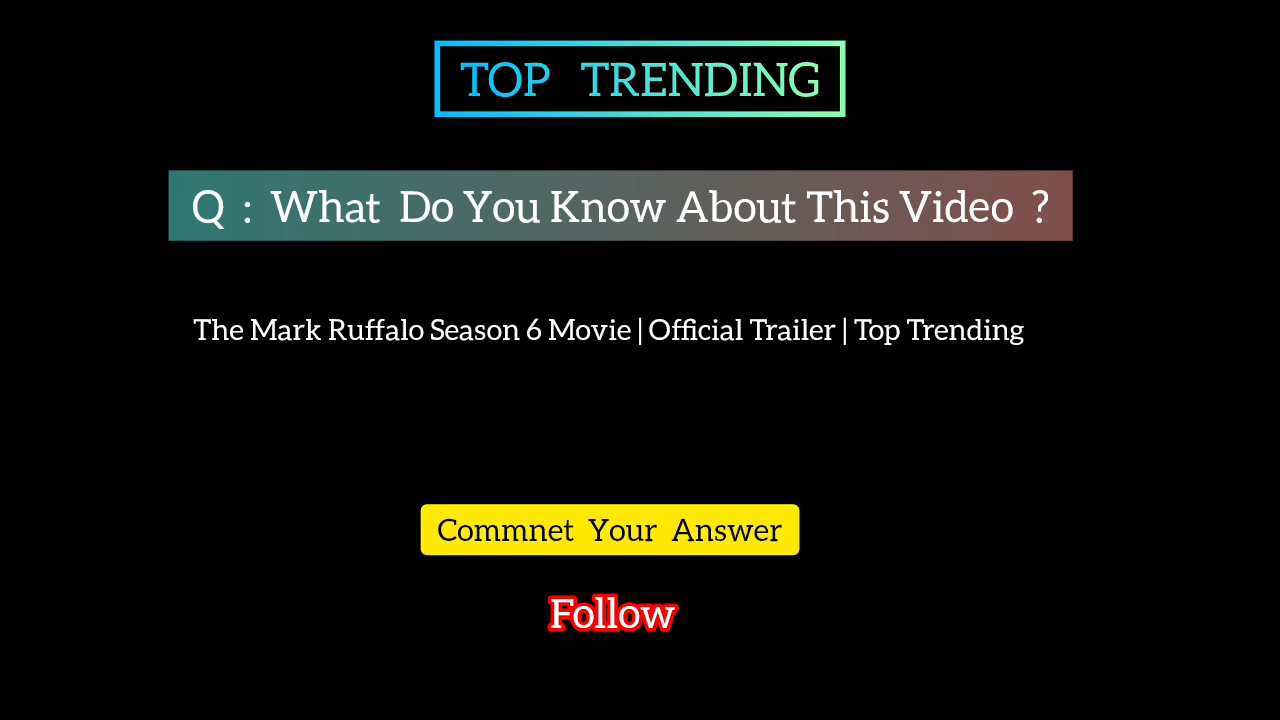 TOP TRENDING
Q : What Do You Know About This Video ?
The Mark Ruffalo Season 6 Movie | Official Trailer | Top Trending
Commnet Your Answer
Follow